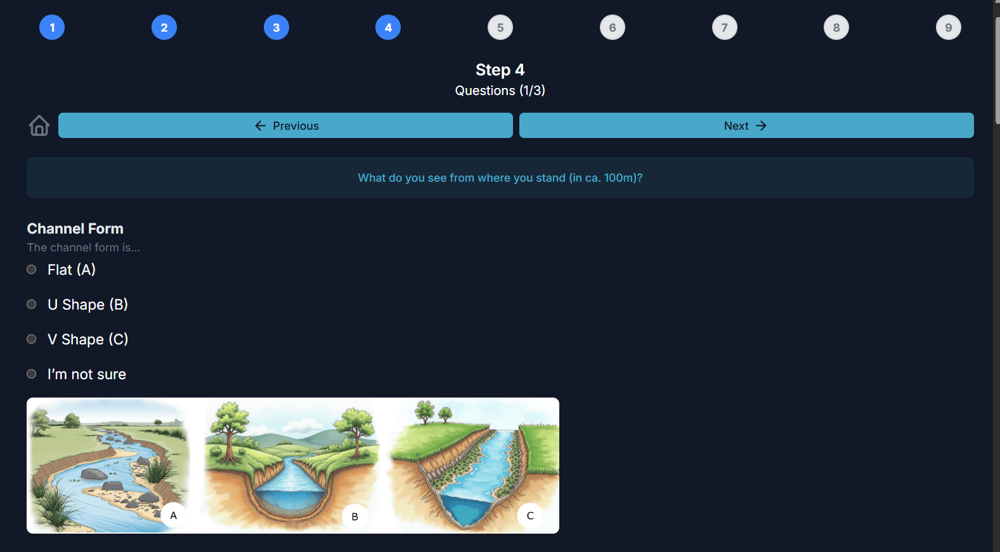 1 2 3 4 5 6 7 8 9
Step 4
Questions (1/3)
Previous Next
What do you see from where you stand (in ca. 100m)?
Channel Form
The channel form is...
Flat (A)
U Shape (B)
V Shape (C)
I’m not sure
A B C